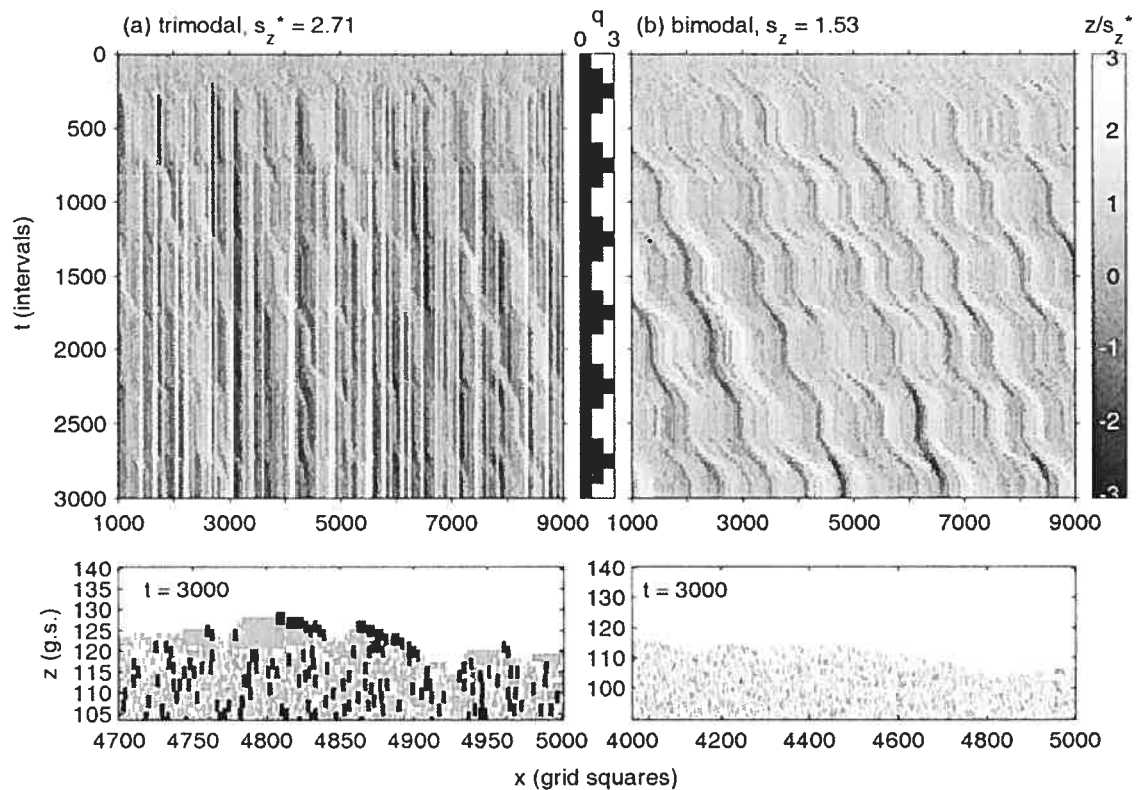 (a) trimodal, s_z* = 2.71
q
0 3
(b) bimodal, s_z = 1.53
z/s_z*
0
500
1000
1500
2000
2500
3000
t (intervals)
1000 3000 5000 7000 9000
1000 3000 5000 7000 9000
3
2
1
0
-1
-2
-3
140
135
130
125
120
115
110
105
z (g.s.)
t = 3000
4700 4750 4800 4850 4900 4950 5000
140
130
120
110
100
t = 3000
4000 4200 4400 4600 4800 5000
x (grid squares)